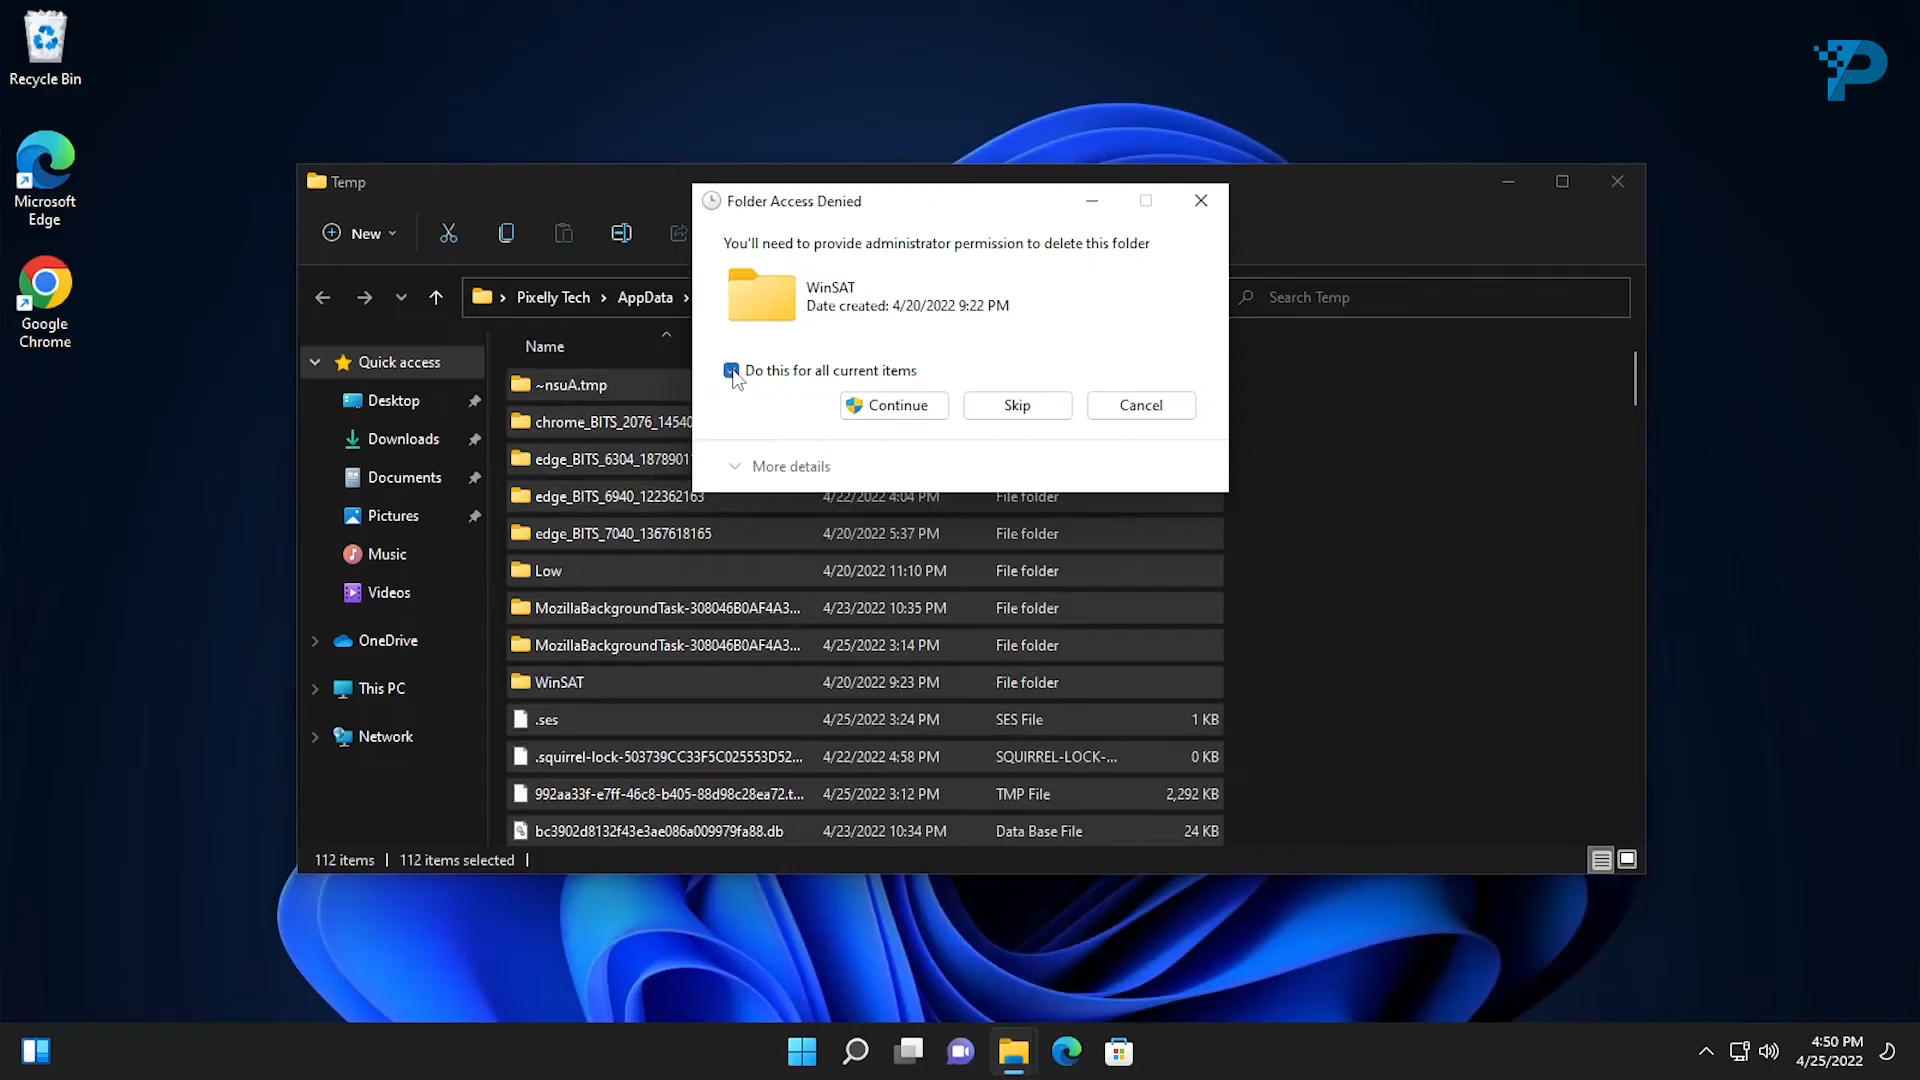 Recycle Bin
Microsoft
Edge
Google
Chrome
Temp
New
Pixelly Tech
AppData
Search Temp
Folder Access Denied
You'll need to provide administrator permission to delete this folder
WinSAT
Date created: 4/20/2022 9:22 PM
Do this for all current items
Continue
Skip
Cancel
More details
Quick access
Desktop
Downloads
Documents
Pictures
Music
Videos
OneDrive
This PC
Network
Name
~nsuA.tmp
chrome_BITS_2076_14540
edge_BITS_6304_1878901
edge_BITS_6940_122362163 4/22/2022 4:04 PM File folder
edge_BITS_7040_1367618165 4/20/2022 5:37 PM File folder
Low 4/20/2022 11:10 PM File folder
MozillaBackgroundTask-308046B0AF4A3... 4/23/2022 10:35 PM File folder
MozillaBackgroundTask-308046B0AF4A3... 4/25/2022 3:14 PM File folder
WinSAT 4/20/2022 9:23 PM File folder
.ses 4/25/2022 3:24 PM SES File 1 KB
.squirrel-lock-503739CC33F5C025553D52... 4/22/2022 4:58 PM SQUIRREL-LOCK-... 0 KB
992aa33f-e7ff-46c8-b405-88d98c28ea72.t... 4/25/2022 3:12 PM TMP File 2,292 KB
bc3902d8132f43e3ae086a009979fa88.db 4/23/2022 10:34 PM Data Base File 24 KB
112 items 112 items selected
4:50 PM
4/25/2022